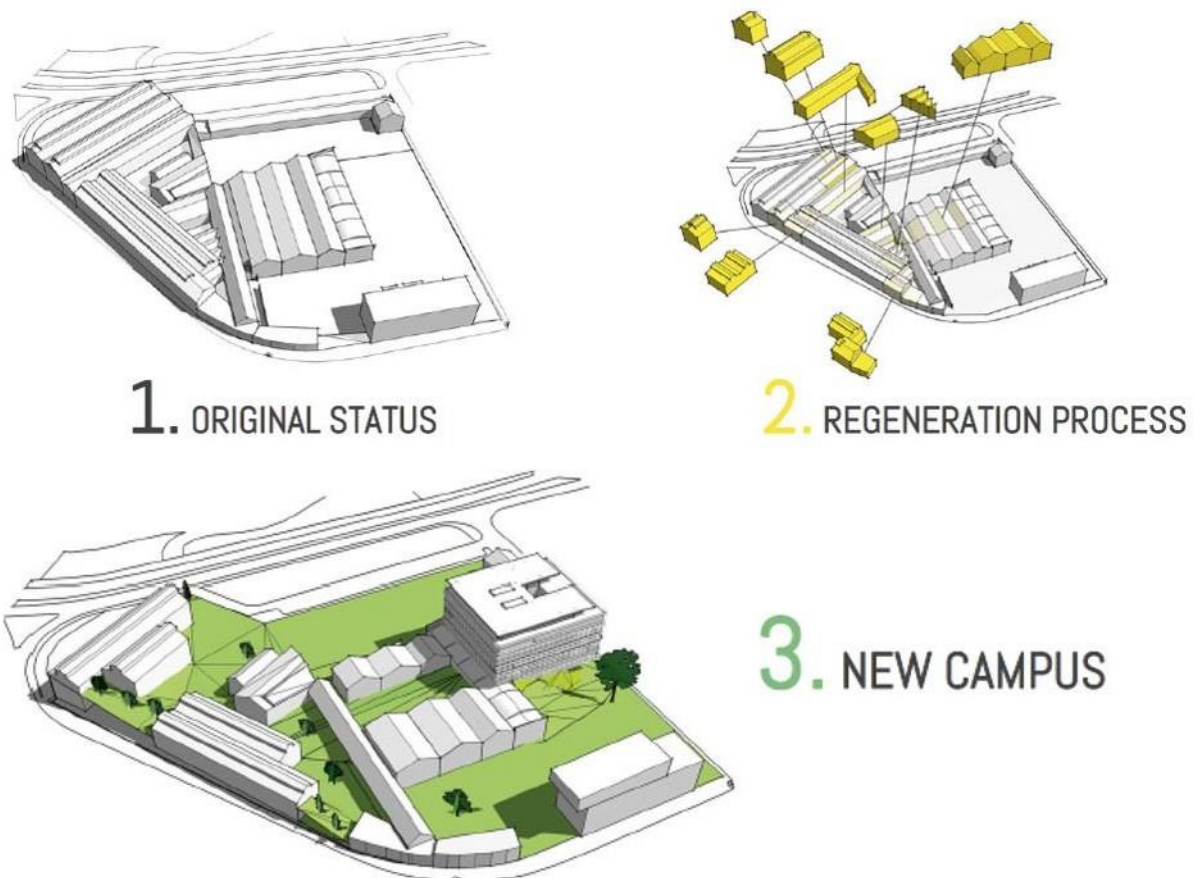 1. ORIGINAL STATUS
2. REGENERATION PROCESS
3. NEW CAMPUS